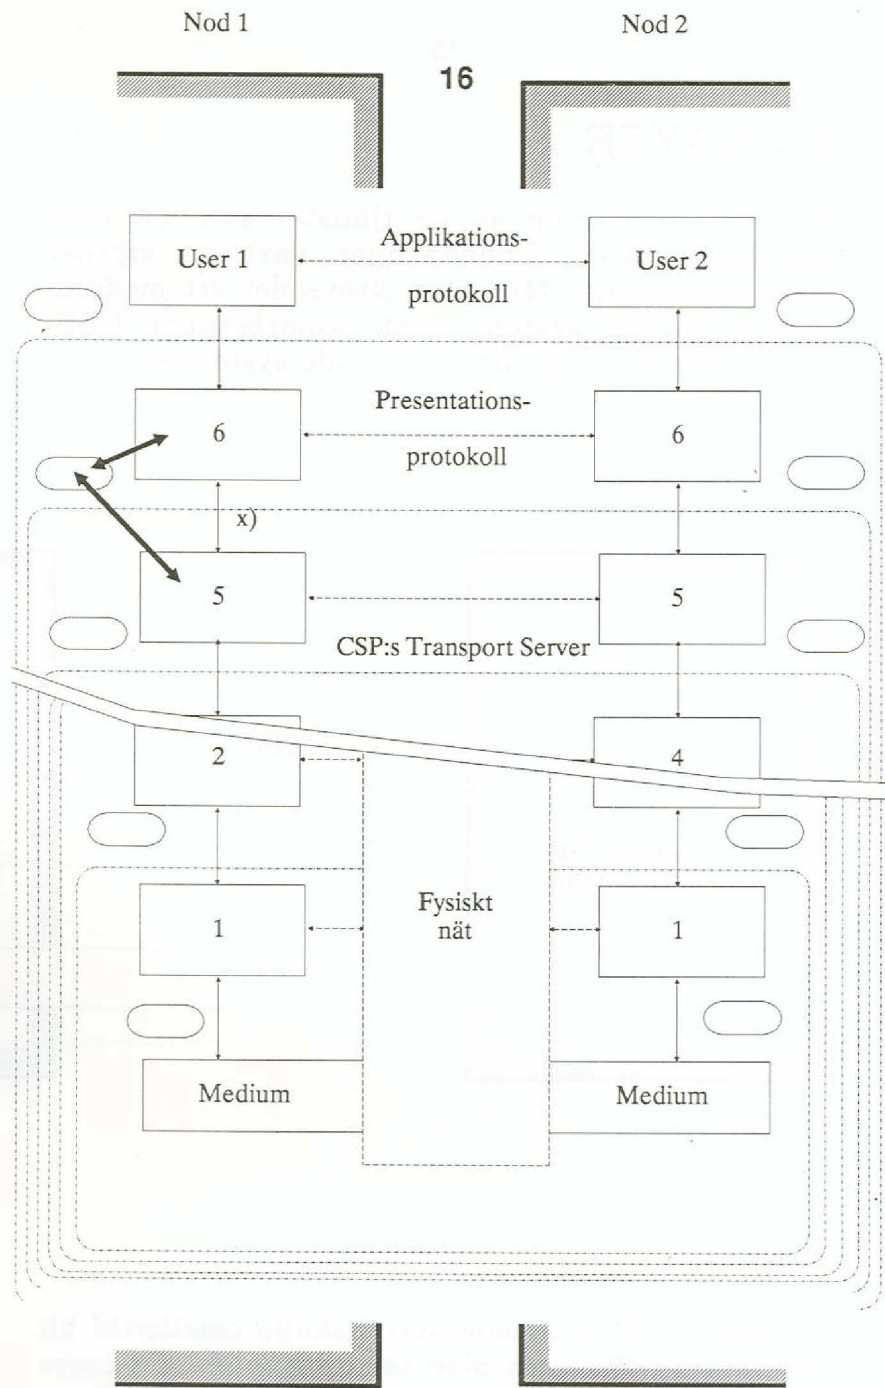 Nod 1
Nod 2
16
User 1
Applikations-
protokoll
User 2
6
Presentations-
protokoll
6
x)
5
5
CSP:s Transport Server
2
4
1
Fysiskt
nät
1
Medium
Medium